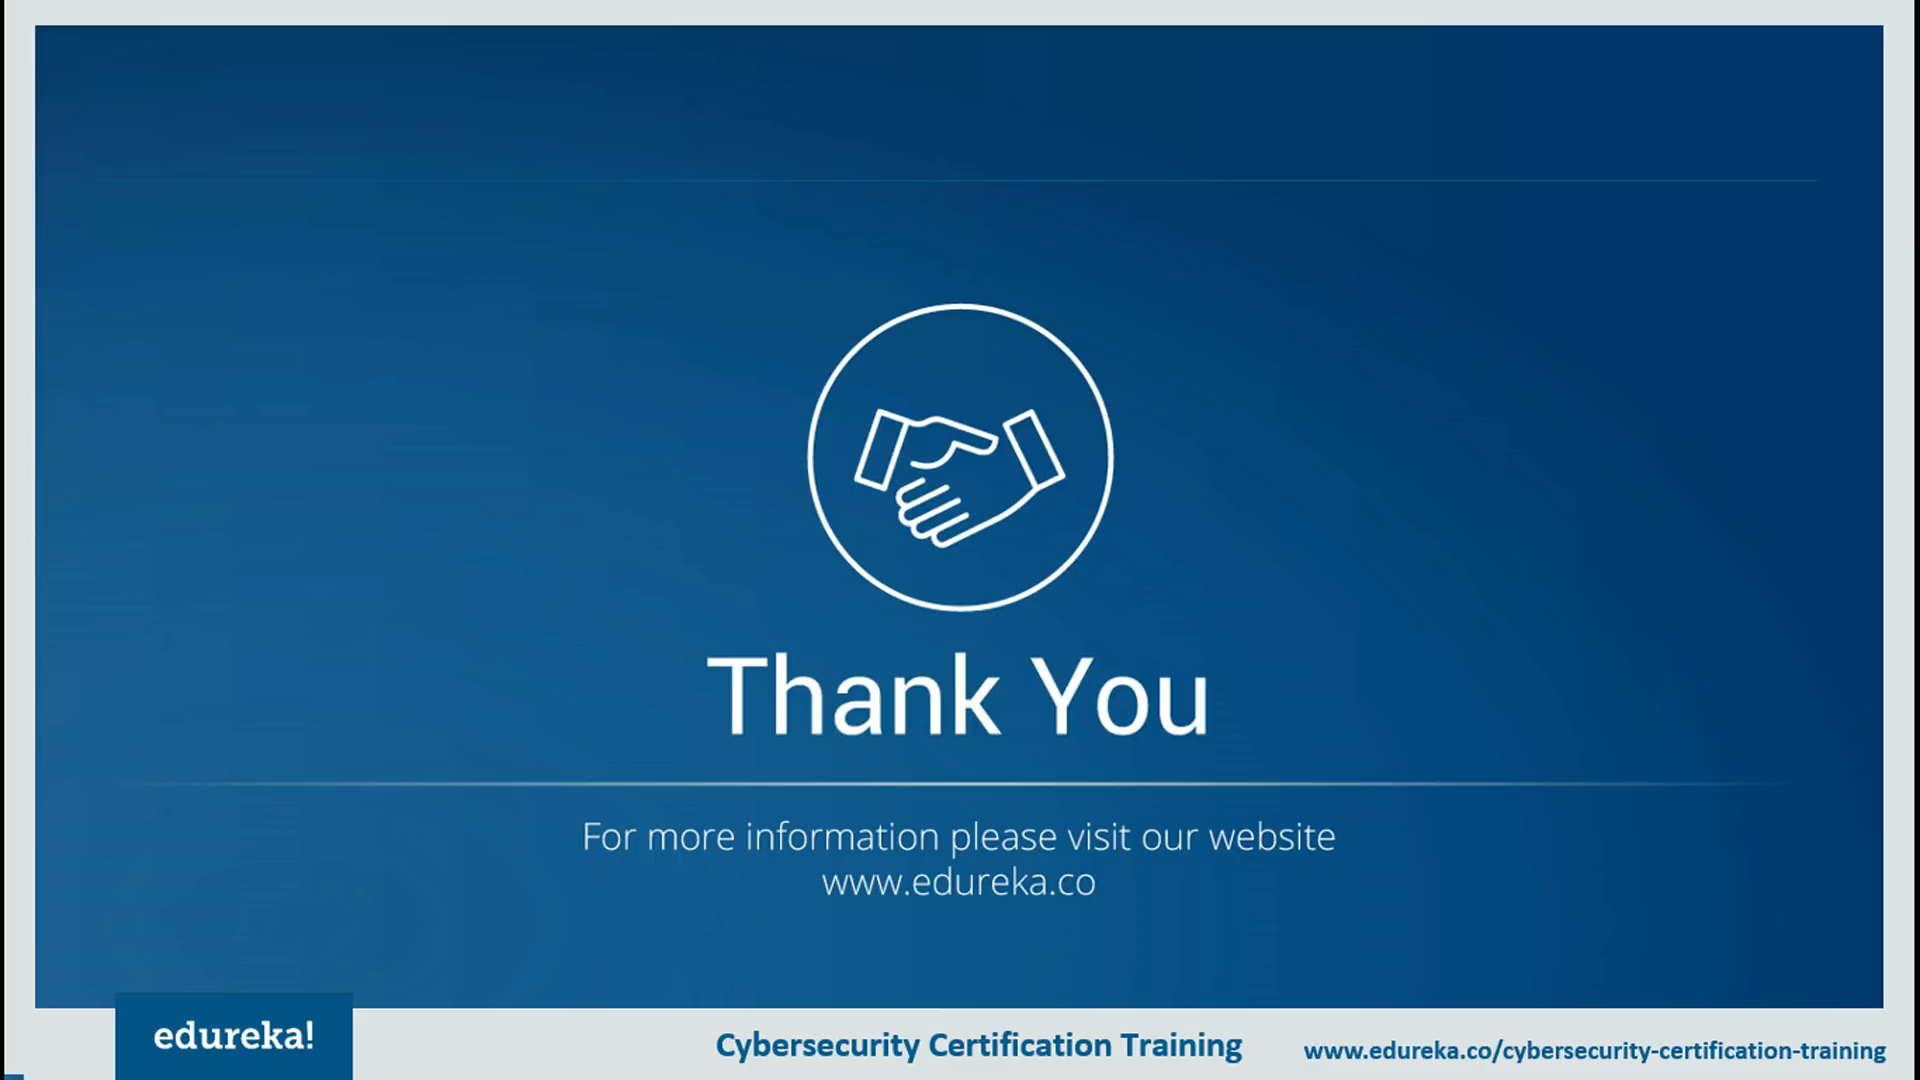 Thank You
For more information please visit our website
www.edureka.co
edureka!
Cybersecurity Certification Training
www.edureka.co/cybersecurity-certification-training